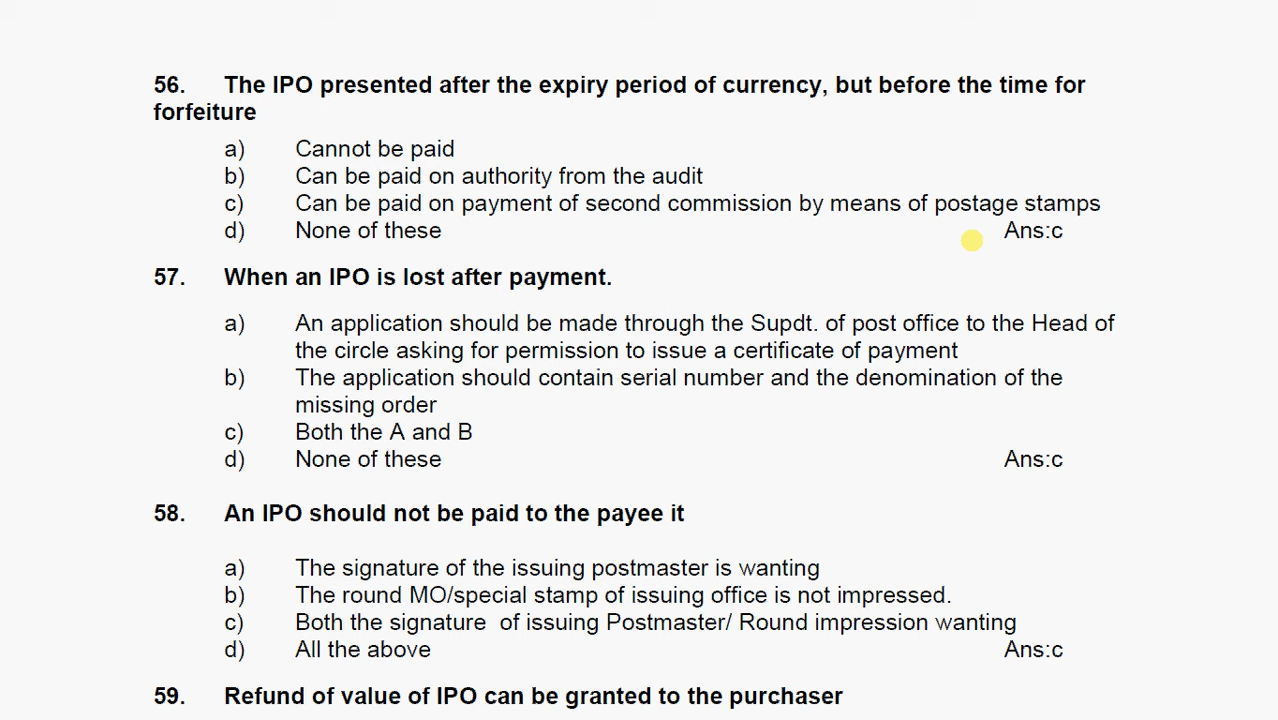 56. The IPO presented after the expiry period of currency, but before the time for
forfeiture
a) Cannot be paid
b) Can be paid on authority from the audit
c) Can be paid on payment of second commission by means of postage stamps
d) None of these Ans:c
57. When an IPO is lost after payment.
a) An application should be made through the Supdt. of post office to the Head of
the circle asking for permission to issue a certificate of payment
b) The application should contain serial number and the denomination of the
missing order
c) Both the A and B
d) None of these Ans:c
58. An IPO should not be paid to the payee it
a) The signature of the issuing postmaster is wanting
b) The round MO/special stamp of issuing office is not impressed.
c) Both the signature of issuing Postmaster/ Round impression wanting
d) All the above Ans:c
59. Refund of value of IPO can be granted to the purchaser